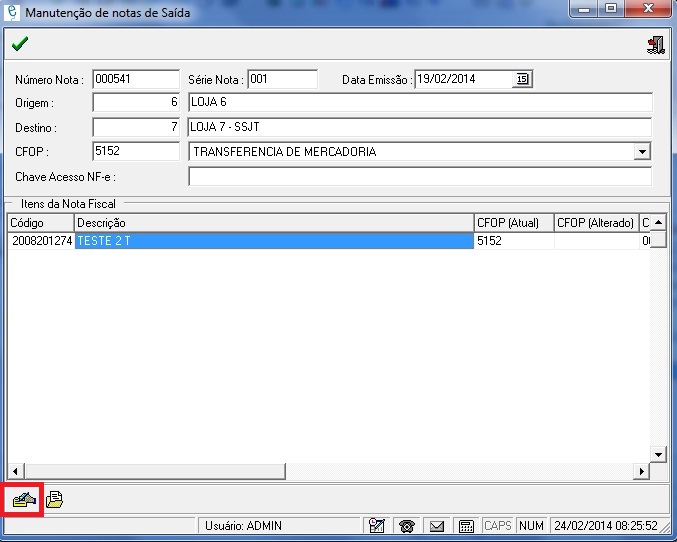 Manutenção de notas de Saída
Número Nota : 000541 Série Nota : 001 Data Emissão : 19/02/2014 15
Origem : 6 LOJA 6
Destino : 7 LOJA 7 - SSJT
CFOP : 5152 TRANSFERENCIA DE MERCADORIA
Chave Acesso NF-e :
Itens da Nota Fiscal
Código Descrição CFOP (Atual) CFOP (Alterado) C
2008201274 TESTE 2 T 5152 00
Usuário: ADMIN CAPS NUM 24/02/2014 08:25:52